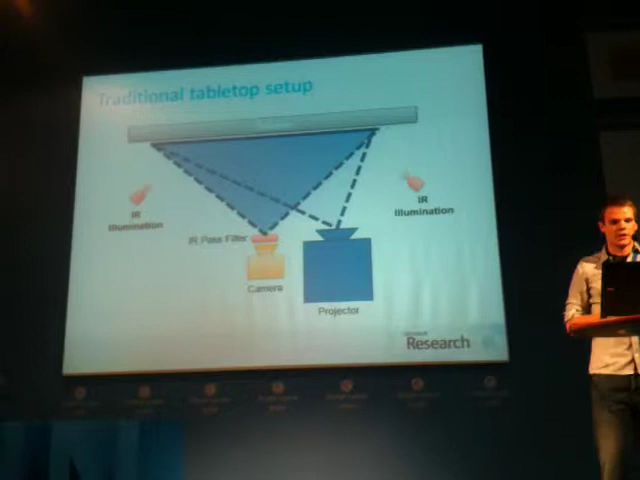 Traditional tabletop setup
IR
Illumination
IR
Illumination
IR Pass Filter
Camera
Projector
Research